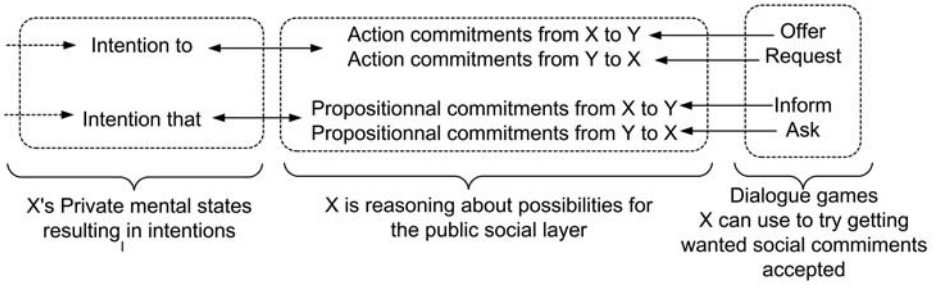 Intention to
Intention that
Action commitments from X to Y
Action commitments from Y to X
Propositionnal commitments from X to Y
Propositionnal commitments from Y to X
Offer
Request
Inform
Ask
X's Private mental states
resulting in intentions
X is reasoning about possibilities for
the public social layer
Dialogue games
X can use to try getting
wanted social commiments
accepted